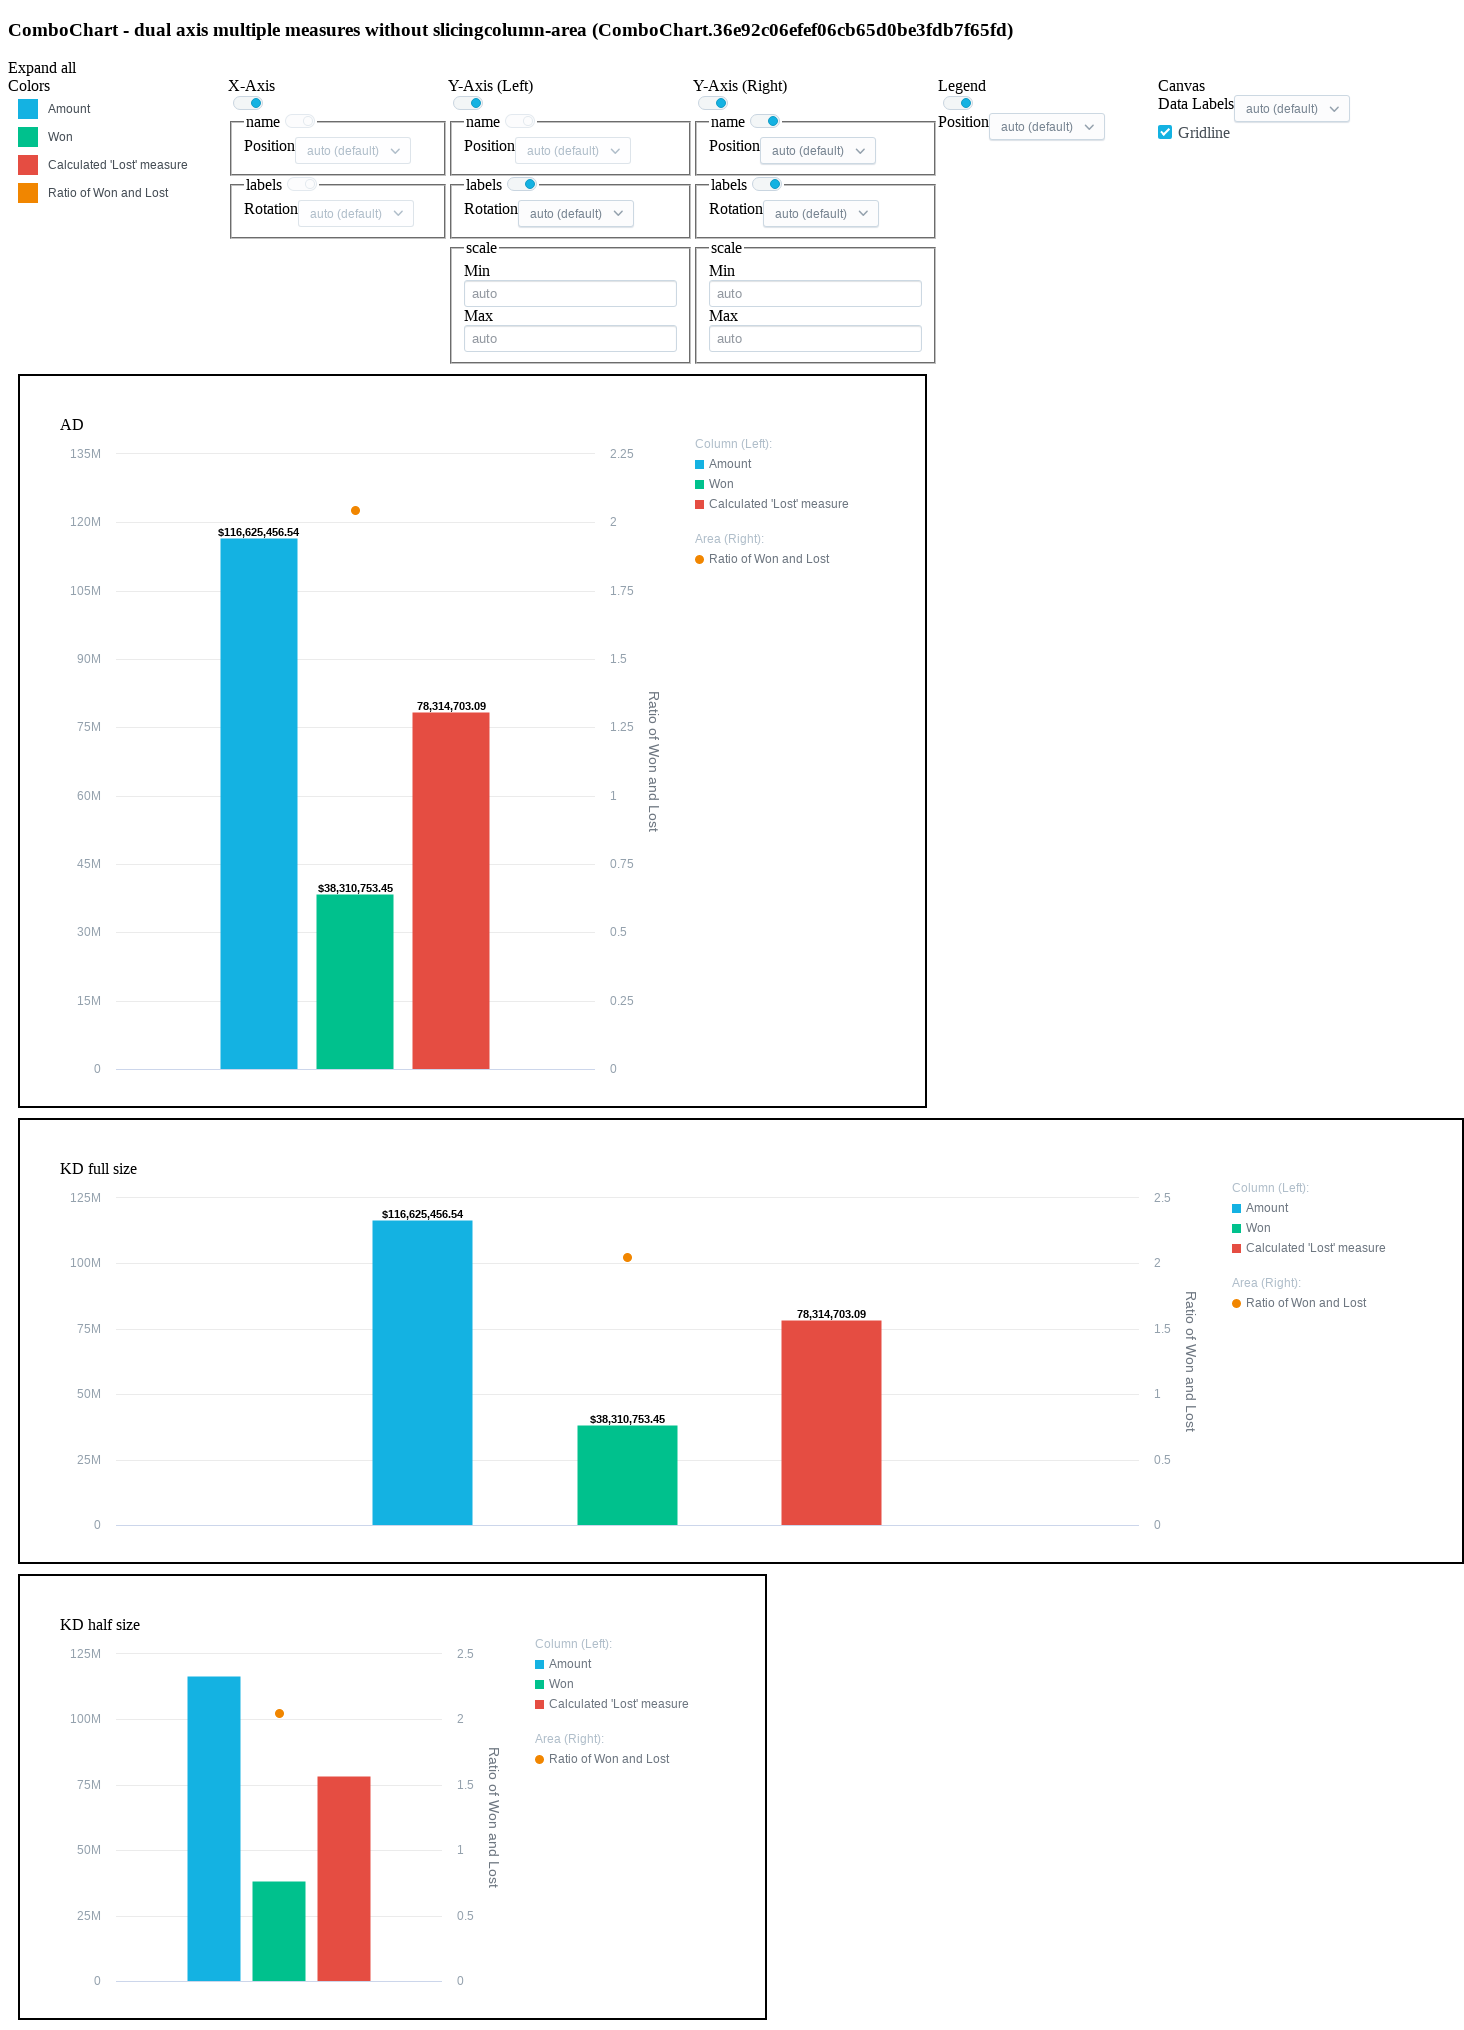 ComboChart - dual axis multiple measures without slicingcolumn-area (ComboChart.36e92c06efef06cb65d0be3fdb7f65fd)
Expand all
Colors
Amount
Won
Calculated 'Lost' measure
Ratio of Won and Lost
X-Axis
name
Position auto (default)
labels
Rotation auto (default)
Y-Axis (Left)
name
Position auto (default)
labels
Rotation auto (default)
scale
Min
auto
Max
auto
Y-Axis (Right)
name
Position auto (default)
labels
Rotation auto (default)
scale
Min
auto
Max
auto
Legend
Position auto (default)
Canvas
Data Labels auto (default)
Gridline
AD
135M
120M
105M
90M
75M
60M
45M
30M
15M
0
$116,625,456.54
$38,310,753.45
78,314,703.09
2.25
2
1.75
1.5
1.25
1
0.75
0.5
0.25
0
Ratio of Won and Lost
Column (Left):
Amount
Won
Calculated 'Lost' measure
Area (Right):
Ratio of Won and Lost
KD full size
125M
100M
75M
50M
25M
0
$116,625,456.54
$38,310,753.45
78,314,703.09
2.5
2
1.5
1
0.5
0
Ratio of Won and Lost
Column (Left):
Amount
Won
Calculated 'Lost' measure
Area (Right):
Ratio of Won and Lost
KD half size
125M
100M
75M
50M
25M
0
2.5
2
1.5
1
0.5
0
Ratio of Won and Lost
Column (Left):
Amount
Won
Calculated 'Lost' measure
Area (Right):
Ratio of Won and Lost